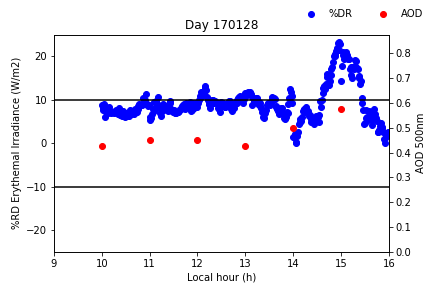 %DR AOD
Day 170128
%RD Erythemal Irradiance (W/m2)
20
10
0
−10
−20
0.8
0.7
0.6
0.5
0.4
0.3
0.2
0.1
0.0
AOD 500nm
9 10 11 12 13 14 15 16
Local hour (h)